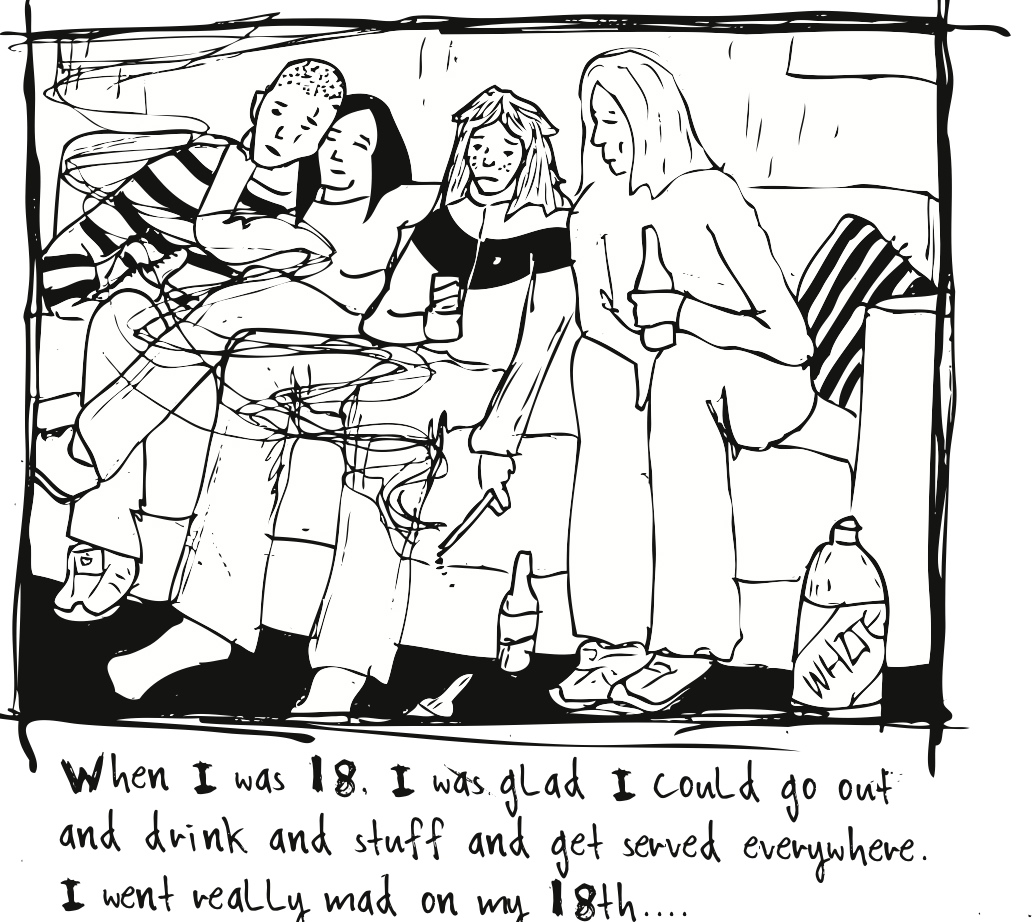 WHIZ
When I was 18. I was glad I could go out
and drink and stuff and get served everywhere.
I went really mad on my 18th....